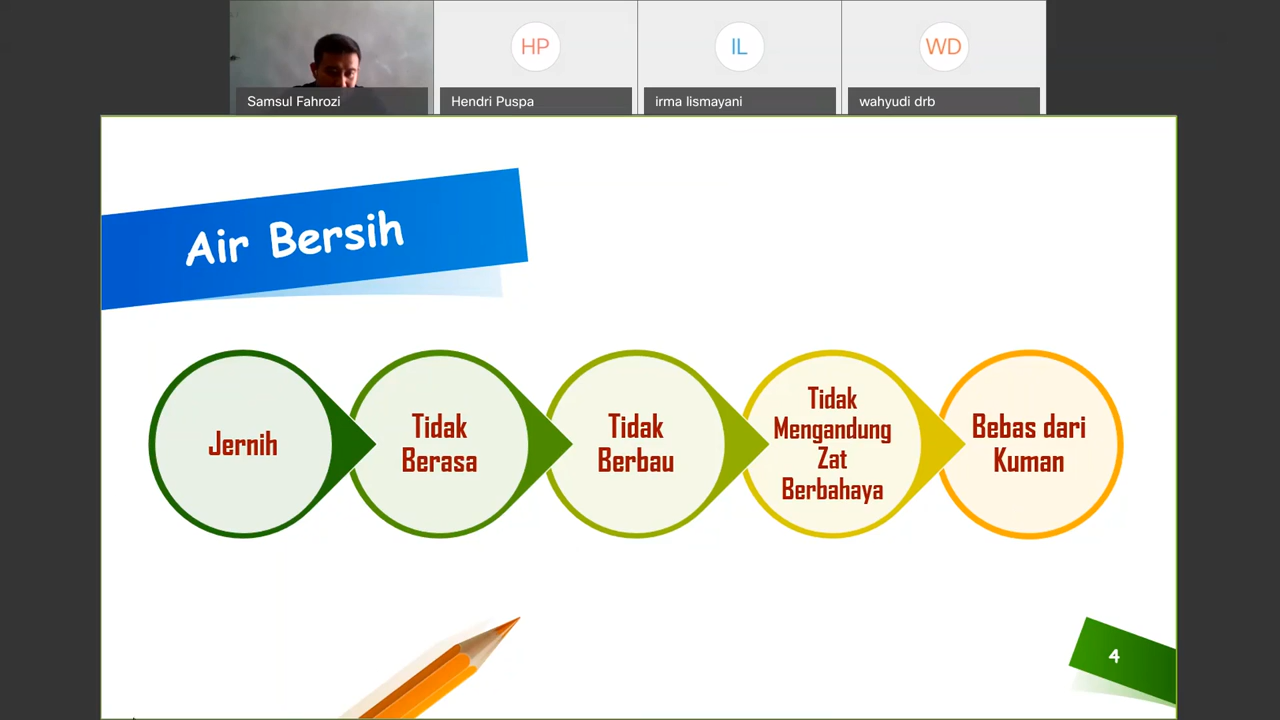 HP
IL
WD
Samsul Fahrozi
Hendri Puspa
irma lismayani
wahyudi drb
Air Bersih
Jernih
Tidak
Berasa
Tidak
Berbau
Tidak
Mengandung
Zat
Berbahaya
Bebas dari
Kuman
4